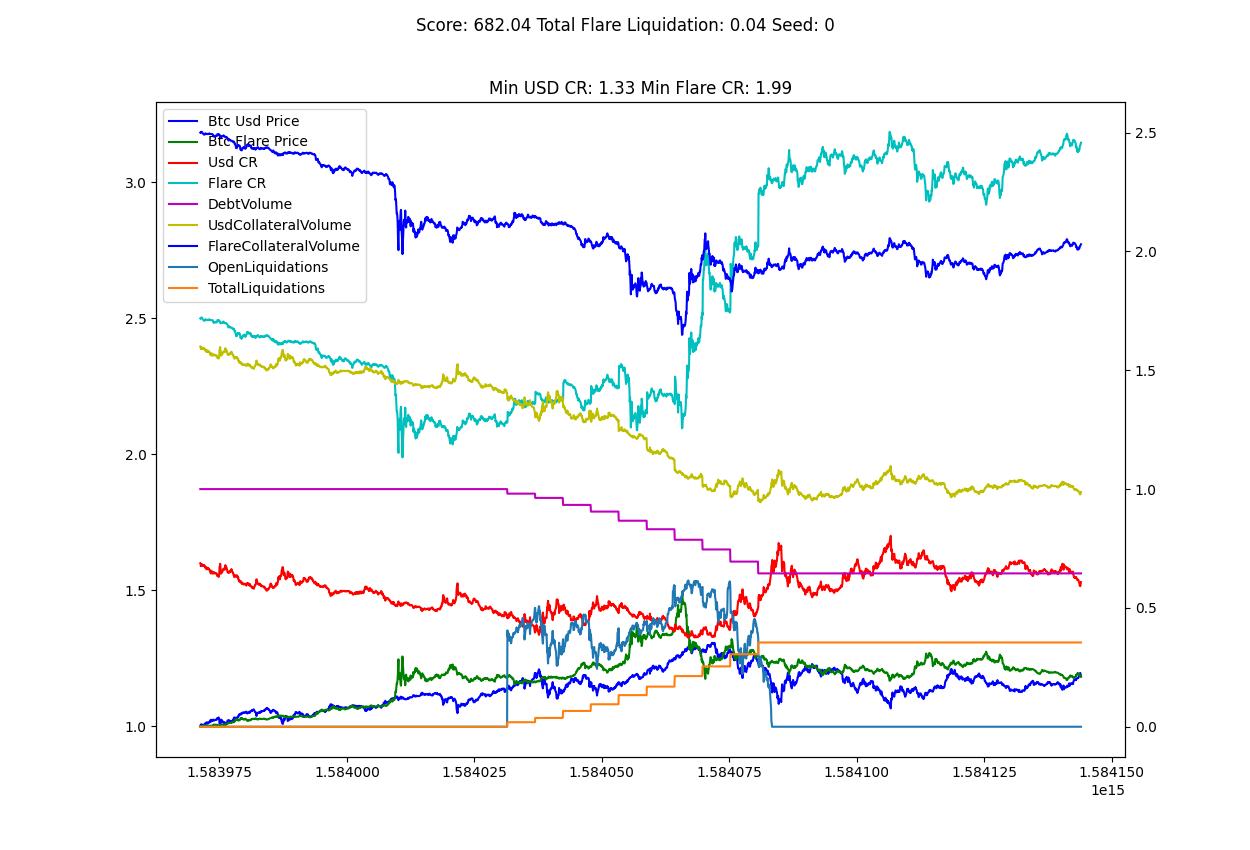 Score: 682.04 Total Flare Liquidation: 0.04 Seed: 0
Min USD CR: 1.33 Min Flare CR: 1.99
Btc Usd Price
Btc Flare Price
Usd CR
Flare CR
DebtVolume
UsdCollateralVolume
FlareCollateralVolume
OpenLiquidations
TotalLiquidations
3.0
2.5
2.0
1.5
1.0
2.5
2.0
1.5
1.0
0.5
0.0
1.583975 1.584000 1.584025 1.584050 1.584075 1.584100 1.584125 1.584150
1e15